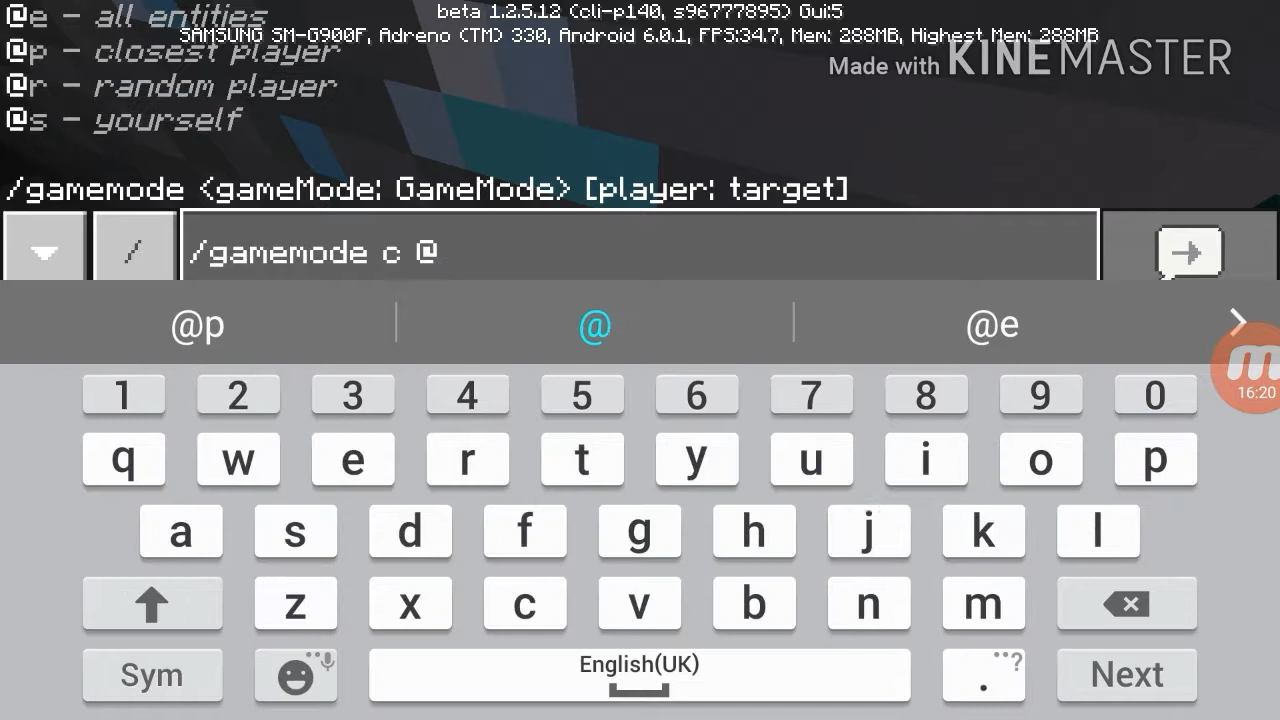 @e - all entities
beta 1.2.5.12 (cli-p140, s96777895) Gui:5
SAMSUNG SM-G900F, Adreno (TM) 330, Android 6.0.1, FPS:34.7, Mem: 288MB, Highest Mem: 288MB
@p - closest player
Made with KINEMASTER
@r - random player
@s - yourself
/gamemode <gameMode: GameMode> [player: target]
/ /gamemode c @
@p @ @e
16:20
1 2 3 4 5 6 7 8 9 0
q w e r t y u i o p
a s d f g h j k l
z x c v b n m
Sym English(UK) . ? Next